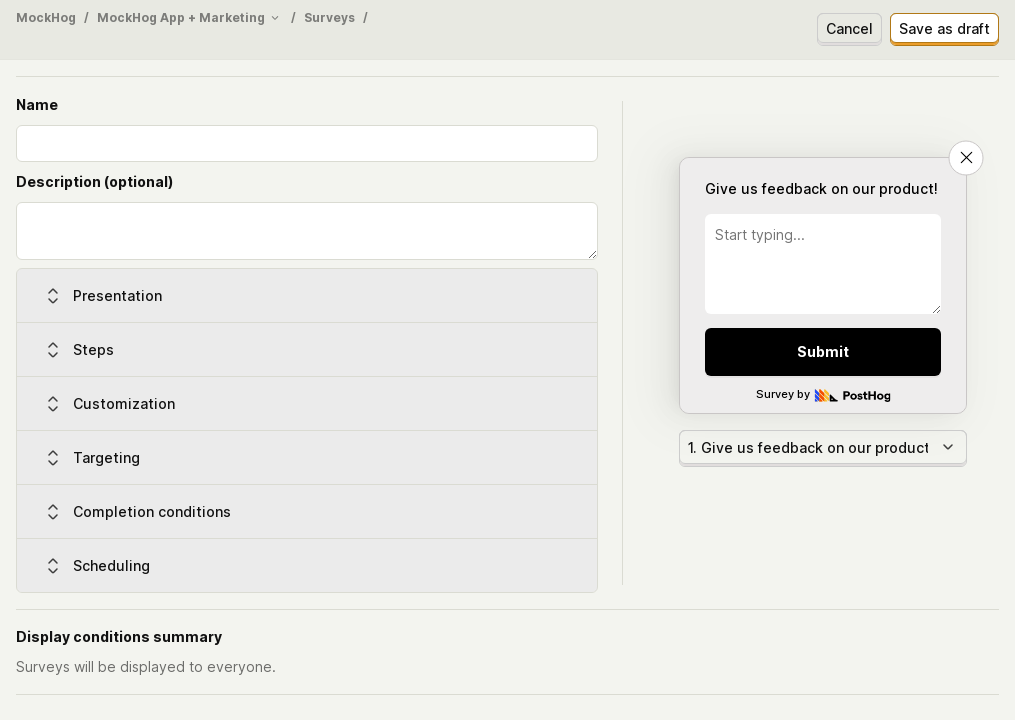 MockHog / MockHog App + Marketing / Surveys /
Cancel
Save as draft
Name
Description (optional)
Presentation
Steps
Customization
Targeting
Completion conditions
Scheduling
Give us feedback on our product!
Start typing...
Submit
Survey by PostHog
1. Give us feedback on our product
Display conditions summary
Surveys will be displayed to everyone.